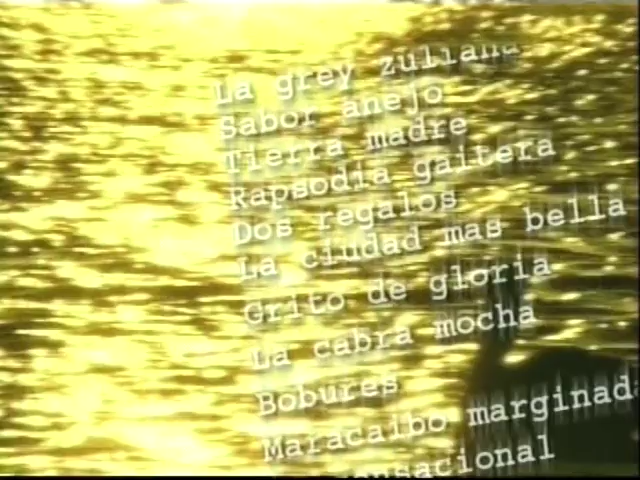 La grey zuliana
Sabor anejo
Tierra madre
Rapsodia gaitera
Dos regalos
La ciudad mas bella
Grito de gloria
La cabra mocha
Bobures
Maracaibo marginad